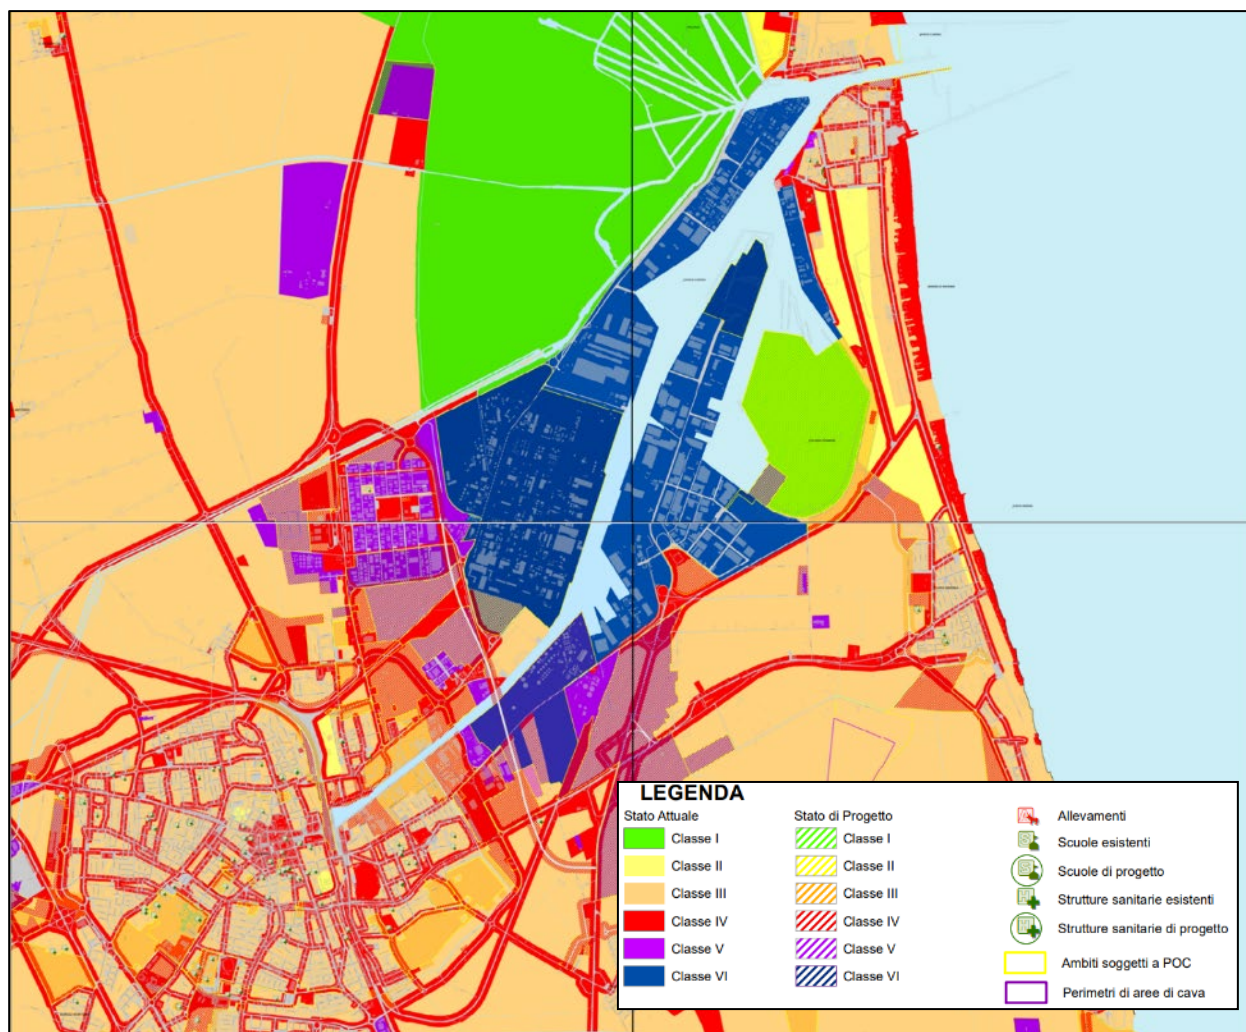 LEGENDA
Stato Attuale
Classe I
Classe II
Classe III
Classe IV
Classe V
Classe VI
Stato di Progetto
Classe I
Classe II
Classe III
Classe IV
Classe V
Classe VI
Allevamenti
Scuole esistenti
Scuole di progetto
Strutture sanitarie esistenti
Strutture sanitarie di progetto
Ambiti soggetti a POC
Perimetri di aree di cava